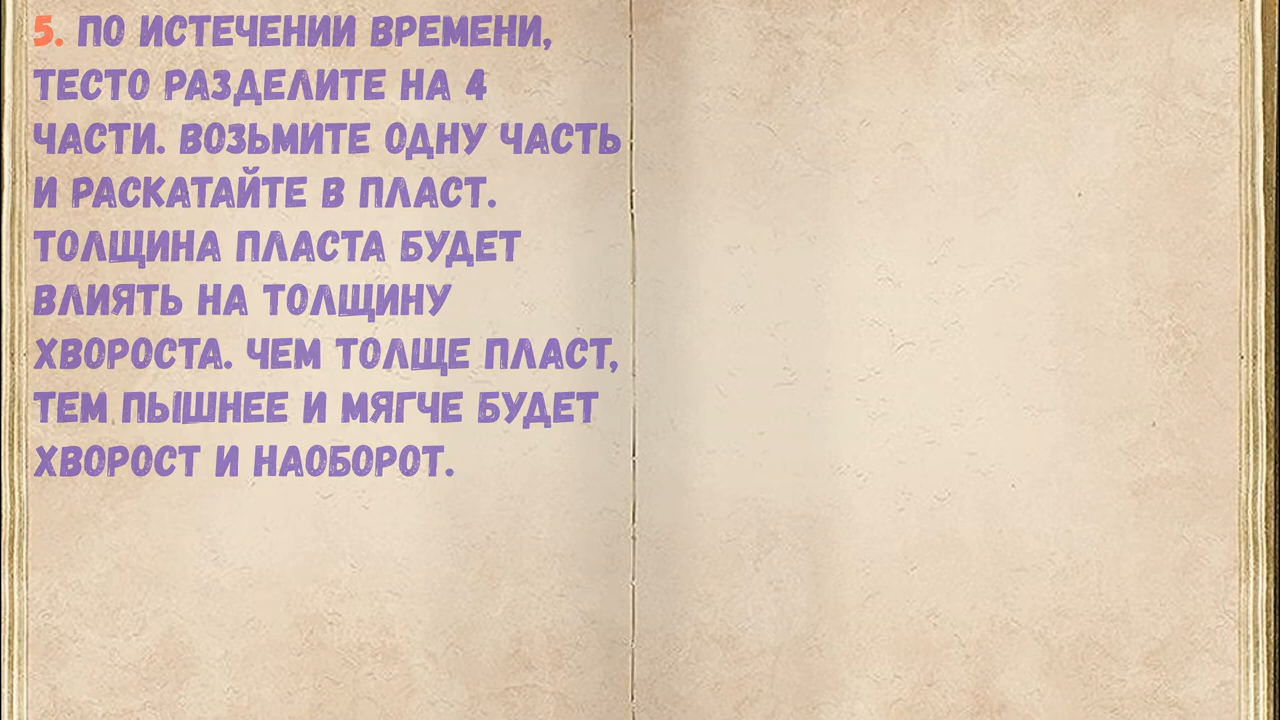 5. ПО ИСТЕЧЕНИИ ВРЕМЕНИ,
ТЕСТО РАЗДЕЛИТЕ НА 4
ЧАСТИ. ВОЗЬМИТЕ ОДНУ ЧАСТЬ
И РАСКАТАЙТЕ В ПЛАСТ.
ТОЛЩИНА ПЛАСТА БУДЕТ
ВЛИЯТЬ НА ТОЛЩИНУ
ХВОРОСТА. ЧЕМ ТОЛЩЕ ПЛАСТ,
ТЕМ ПЫШНЕЕ И МЯГЧЕ БУДЕТ
ХВОРОСТ И НАОБОРОТ.